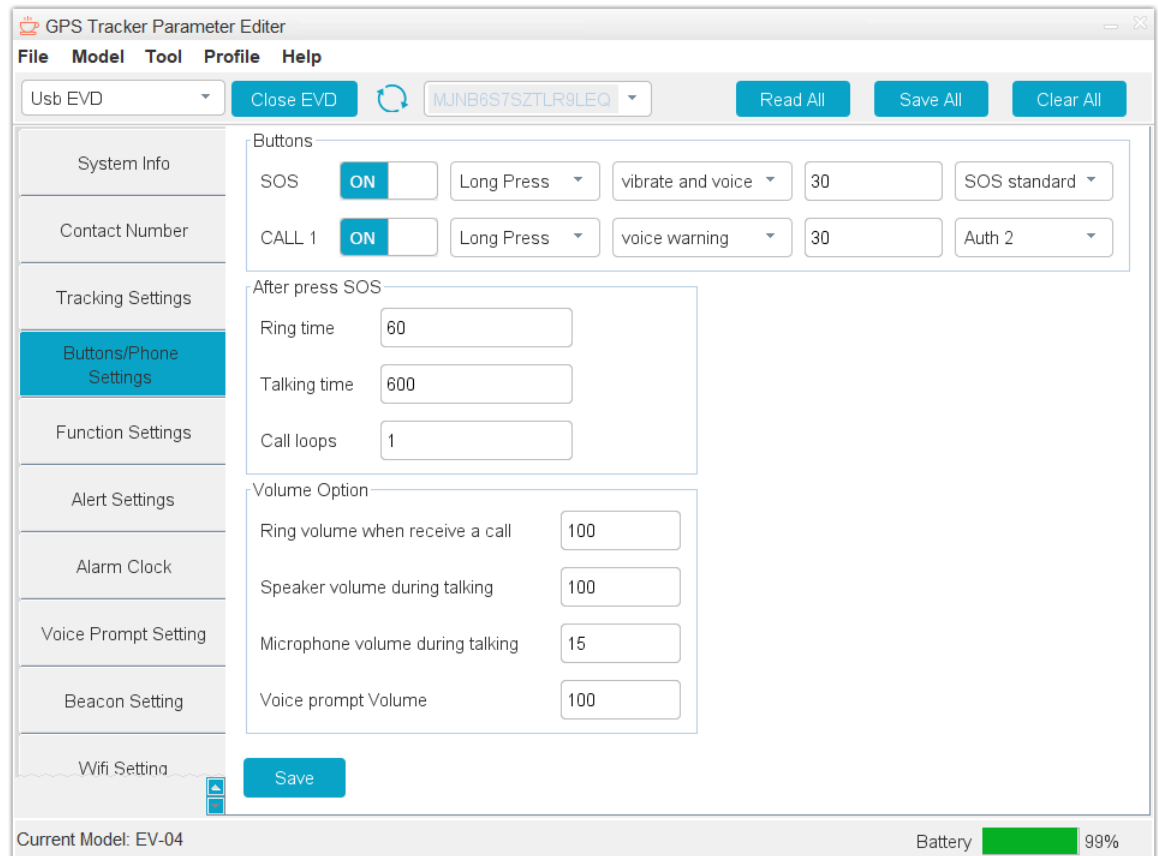 GPS Tracker Parameter Editer
File Model Tool Profile Help
Usb EVD Close EVD MJNB6S7SZTLR9LEQ Read All Save All Clear All
System Info
Contact Number
Tracking Settings
Buttons/Phone
Settings
Function Settings
Alert Settings
Alarm Clock
Voice Prompt Setting
Beacon Setting
Wifi Setting
Buttons
SOS ON Long Press vibrate and voice 30 SOS standard
CALL 1 ON Long Press voice warning 30 Auth 2
After press SOS
Ring time 60
Talking time 600
Call loops 1
Volume Option
Ring volume when receive a call 100
Speaker volume during talking 100
Microphone volume during talking 15
Voice prompt Volume 100
Save
Current Model: EV-04 Battery 99%